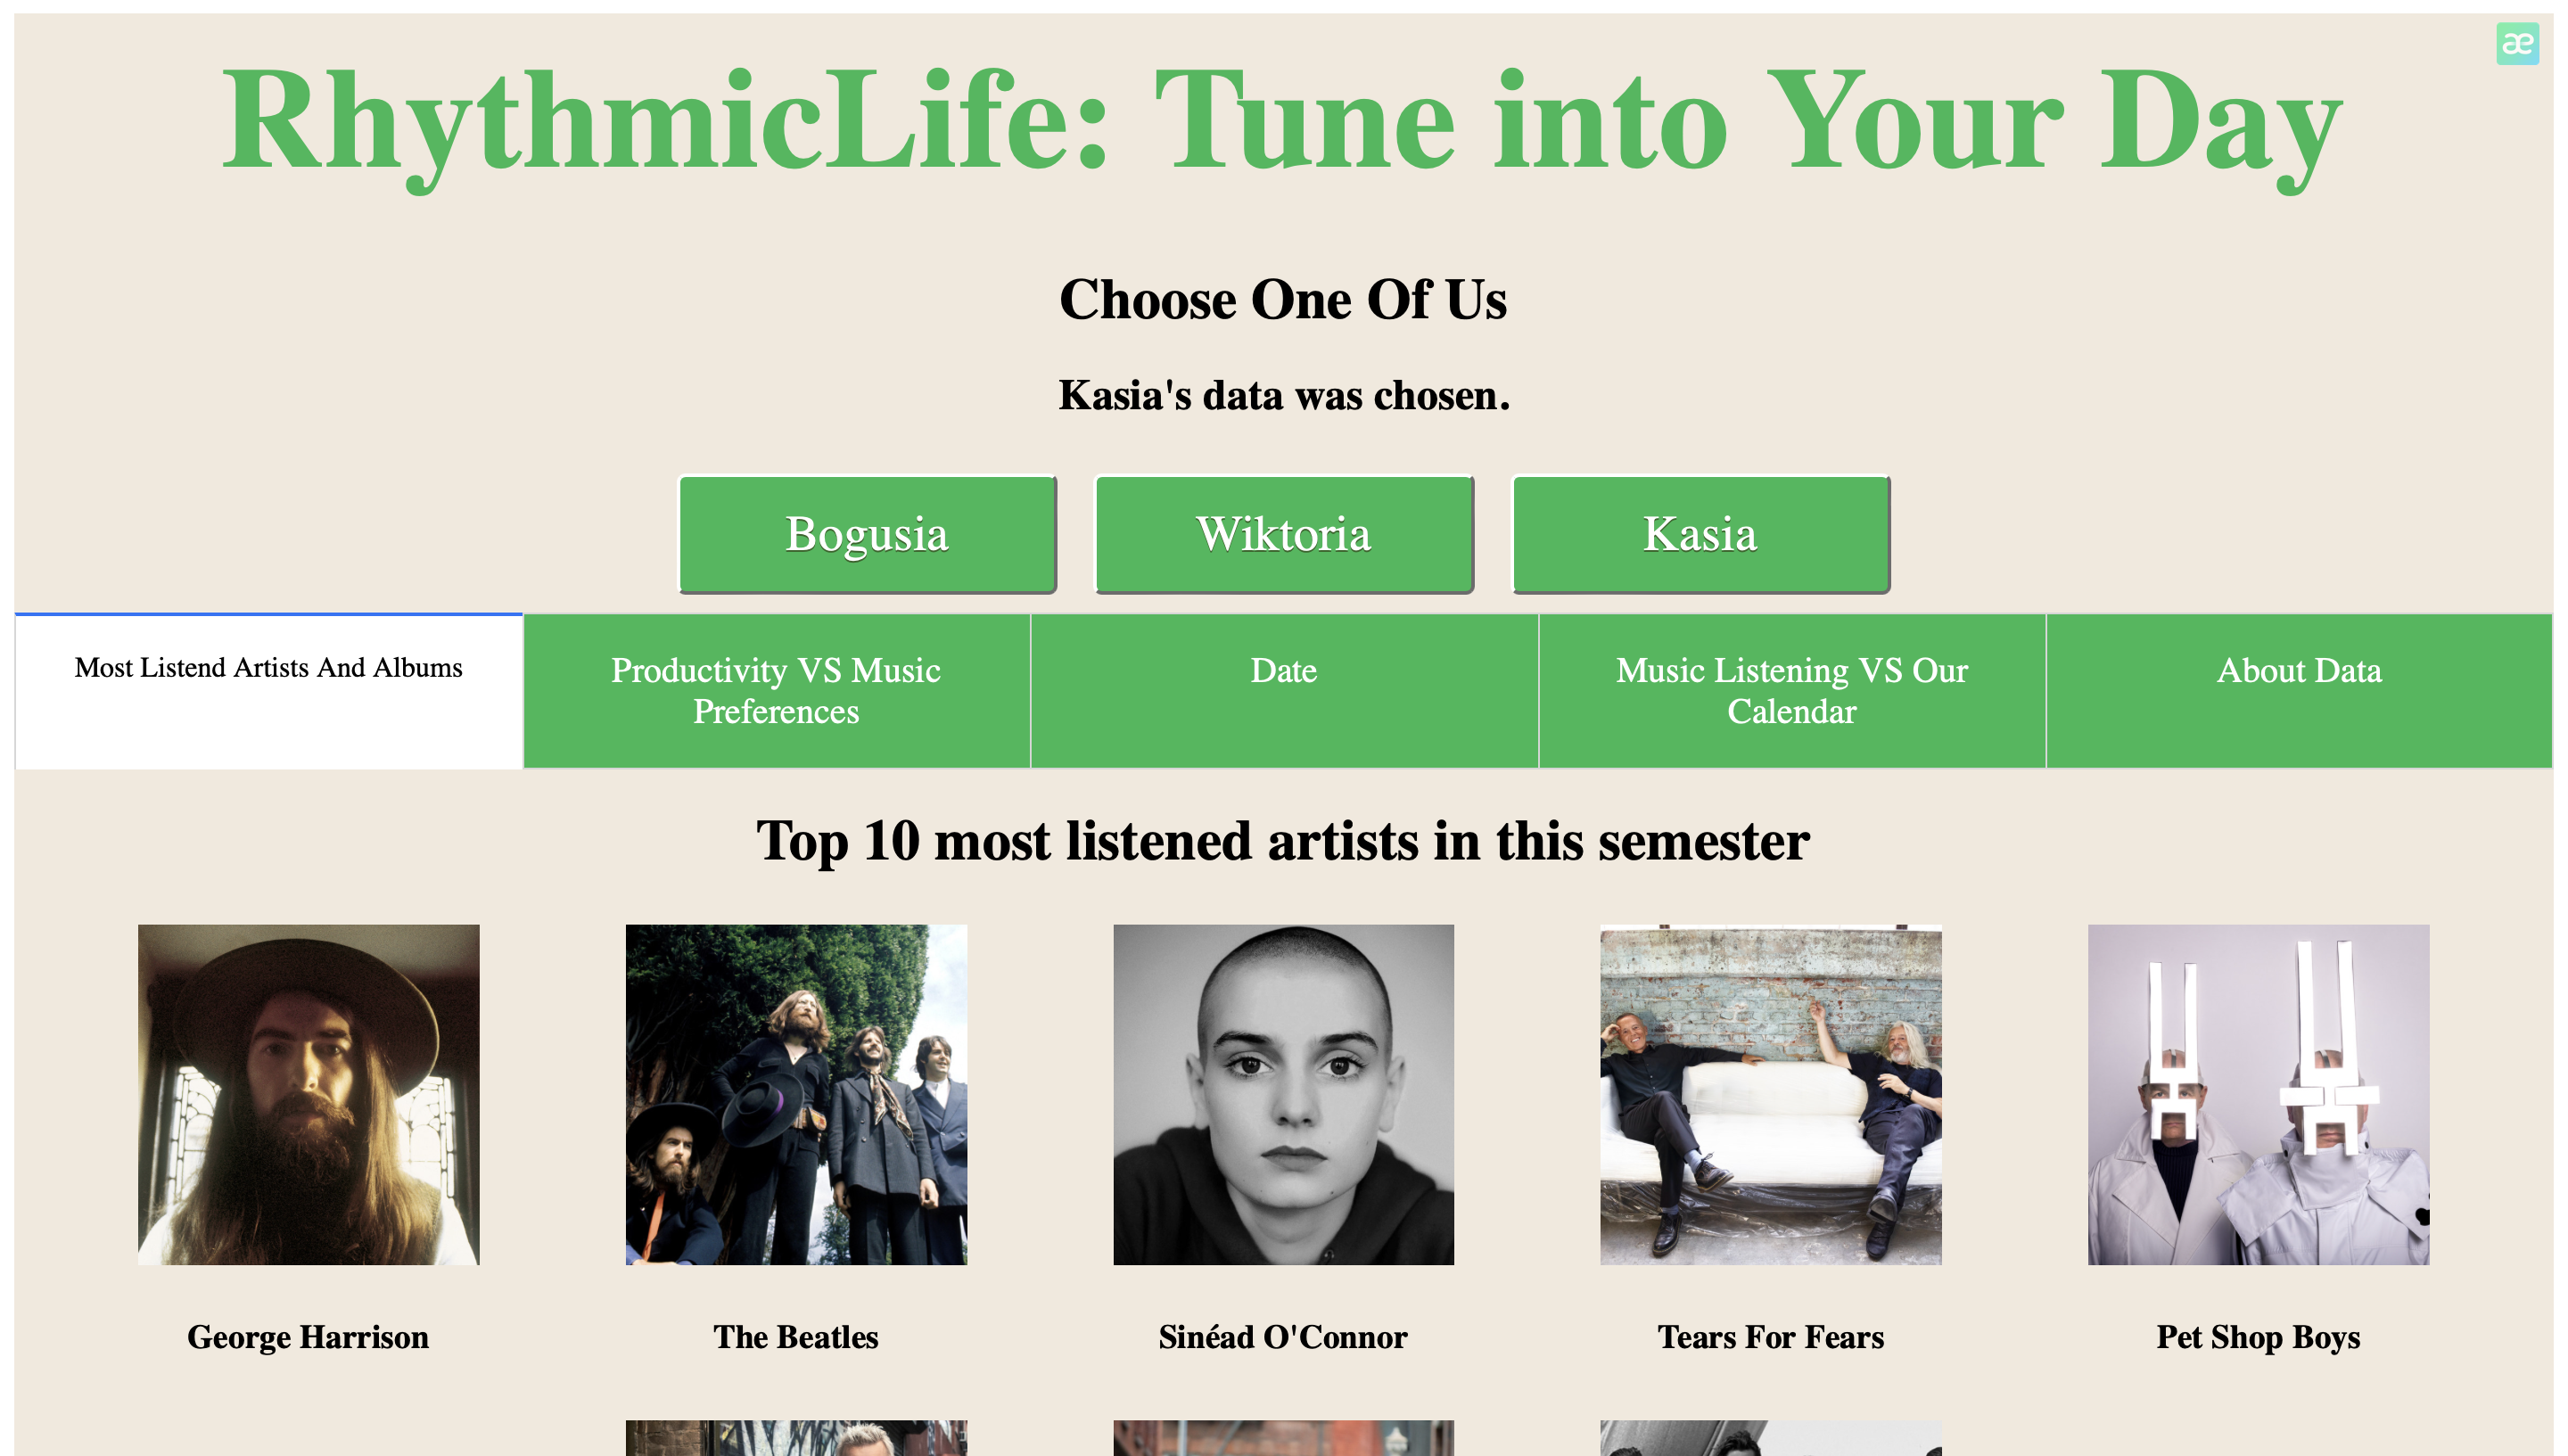 æ
RhythmicLife: Tune into Your Day
Choose One Of Us
Kasia's data was chosen.
Bogusia
Wiktoria
Kasia
Most Listend Artists And Albums
Productivity VS Music
Preferences
Date
Music Listening VS Our
Calendar
About Data
Top 10 most listened artists in this semester
George Harrison
The Beatles
Sinéad O'Connor
Tears For Fears
Pet Shop Boys